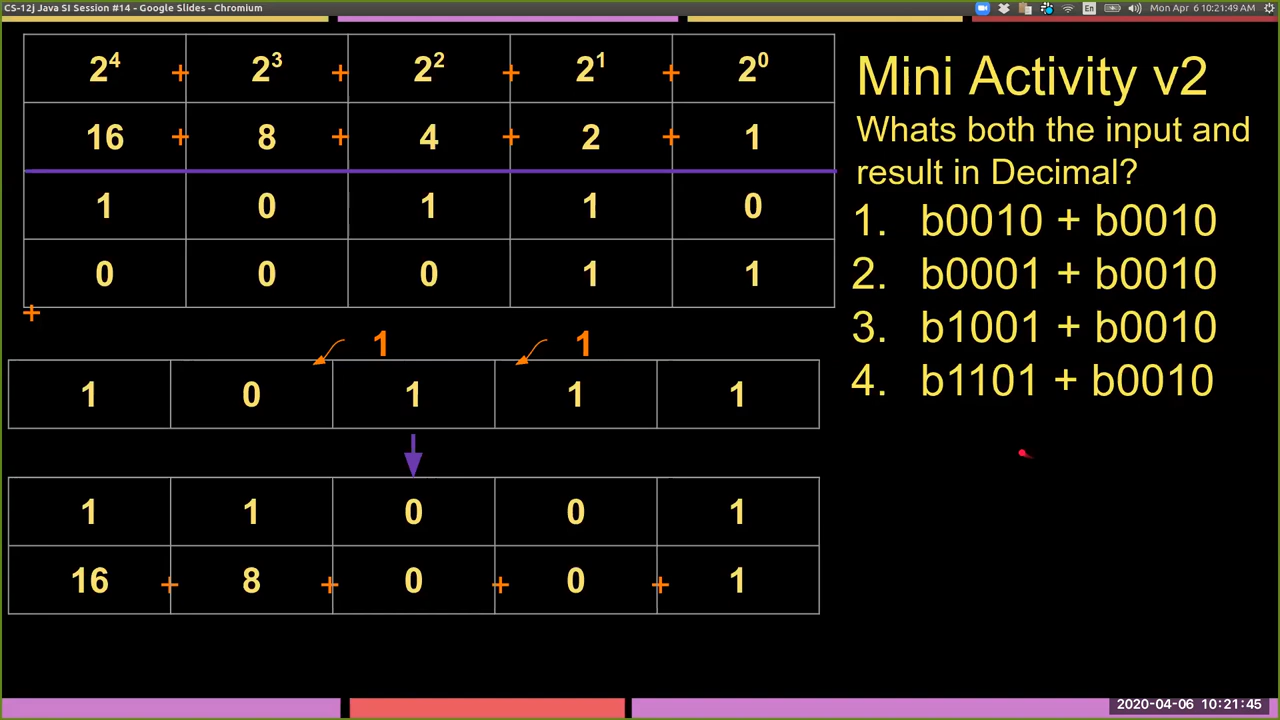 CS-12j Java SI Session #14 - Google Slides - Chromium
En
Mon Apr 6 10:21:49 AM
2⁴ + 2³ + 2² + 2¹ + 2⁰
16 + 8 + 4 + 2 + 1
1 0 1 1 0
0 0 0 1 1
+
1 1
1 0 1 1 1
1 1 0 0 1
16 + 8 + 0 + 0 + 1
Mini Activity v2
Whats both the input and
result in Decimal?
1. b0010 + b0010
2. b0001 + b0010
3. b1001 + b0010
4. b1101 + b0010
2020-04-06 10:21:45